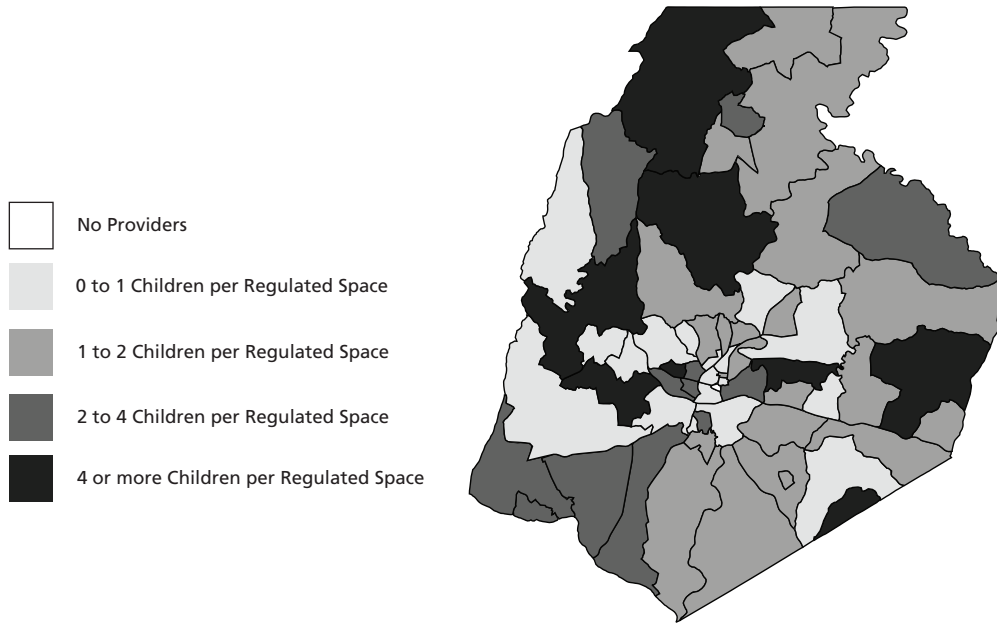 No Providers
0 to 1 Children per Regulated Space
1 to 2 Children per Regulated Space
2 to 4 Children per Regulated Space
4 or more Children per Regulated Space